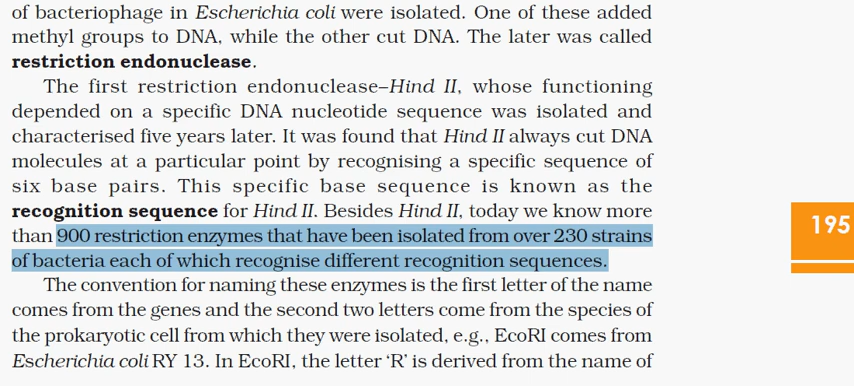 of bacteriophage in Escherichia coli were isolated. One of these added
methyl groups to DNA, while the other cut DNA. The later was called
restriction endonuclease.
The first restriction endonuclease–Hind II, whose functioning
depended on a specific DNA nucleotide sequence was isolated and
characterised five years later. It was found that Hind II always cut DNA
molecules at a particular point by recognising a specific sequence of
six base pairs. This specific base sequence is known as the
recognition sequence for Hind II. Besides Hind II, today we know more
than 900 restriction enzymes that have been isolated from over 230 strains
of bacteria each of which recognise different recognition sequences.
The convention for naming these enzymes is the first letter of the name
comes from the genes and the second two letters come from the species of
the prokaryotic cell from which they were isolated, e.g., EcoRI comes from
Escherichia coli RY 13. In EcoRI, the letter ‘R’ is derived from the name of
195